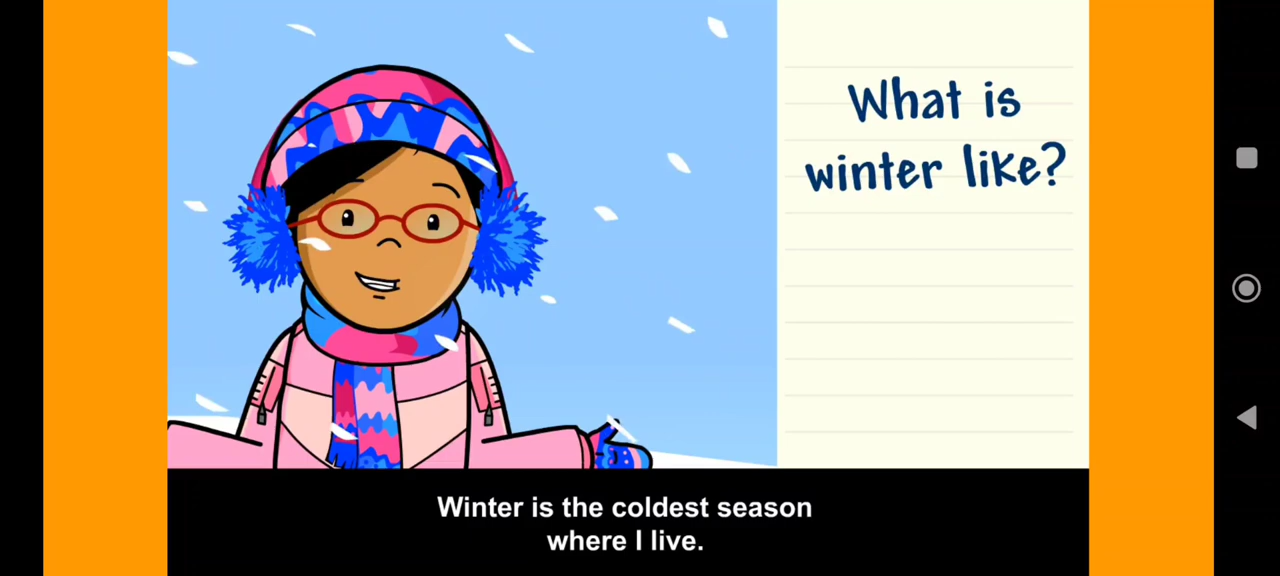 What is
winter like?
Winter is the coldest season
where I live.